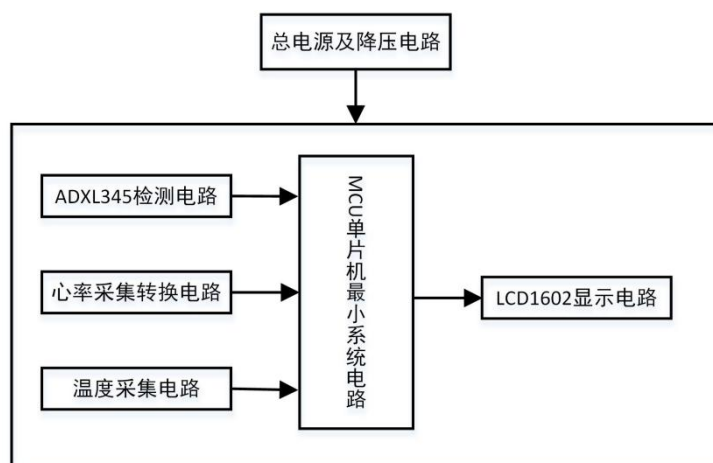 总电源及降压电路
ADXL345检测电路
心率采集转换电路
温度采集电路
MCU单片机最小系统电路
LCD1602显示电路